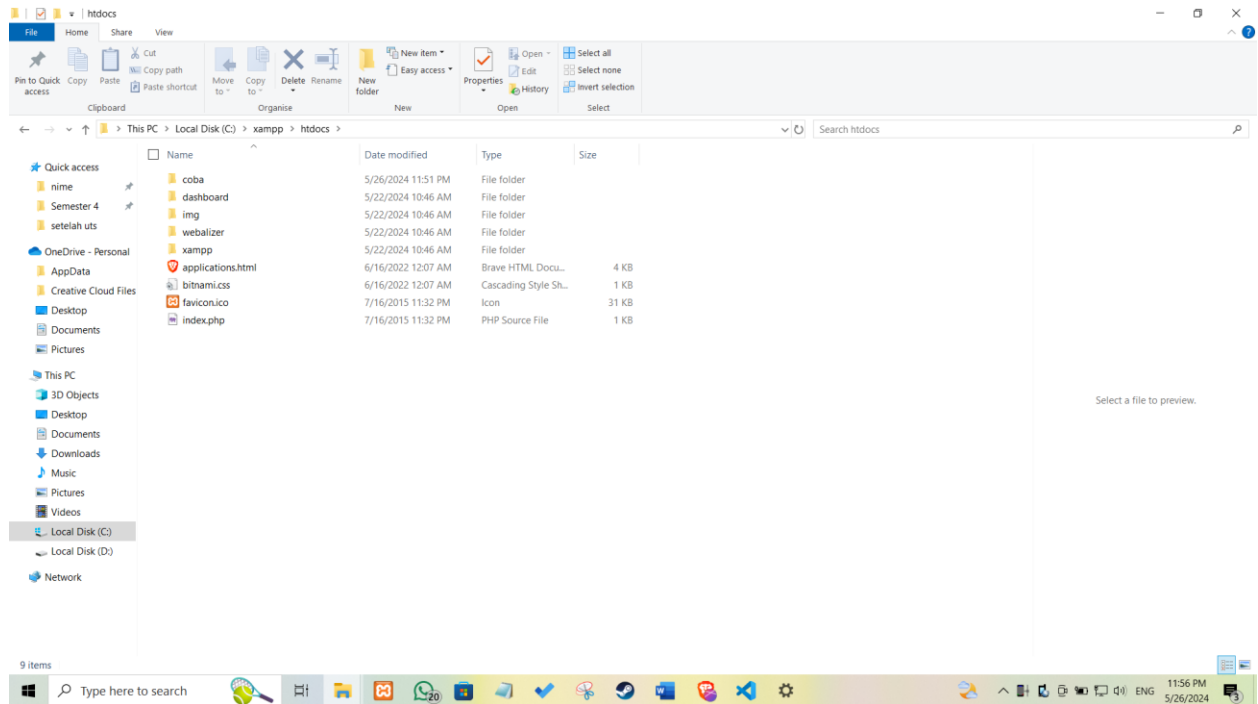 htdocs
File Home Share View
Pin to Quick access
Copy
Paste
Cut
Copy path
Paste shortcut
Clipboard
Move to
Copy to
Delete
Rename
Organise
New folder
New item
Easy access
New
Properties
Open
Edit
History
Open
Select all
Select none
Invert selection
Select
> This PC > Local Disk (C:) > xampp > htdocs >
Search htdocs
Quick access
nime
Semester 4
setelah uts
OneDrive - Personal
AppData
Creative Cloud Files
Desktop
Documents
Pictures
This PC
3D Objects
Desktop
Documents
Downloads
Music
Pictures
Videos
Local Disk (C:)
Local Disk (D:)
Network
Name Date modified Type Size
coba 5/26/2024 11:51 PM File folder
dashboard 5/22/2024 10:46 AM File folder
img 5/22/2024 10:46 AM File folder
webalizer 5/22/2024 10:46 AM File folder
xampp 5/22/2024 10:46 AM File folder
applications.html 6/16/2022 12:07 AM Brave HTML Docu... 4 KB
bitnami.css 6/16/2022 12:07 AM Cascading Style Sh... 1 KB
favicon.ico 7/16/2015 11:32 PM Icon 31 KB
index.php 7/16/2015 11:32 PM PHP Source File 1 KB
Select a file to preview.
9 items
Type here to search
20
ENG
11:56 PM
5/26/2024
3